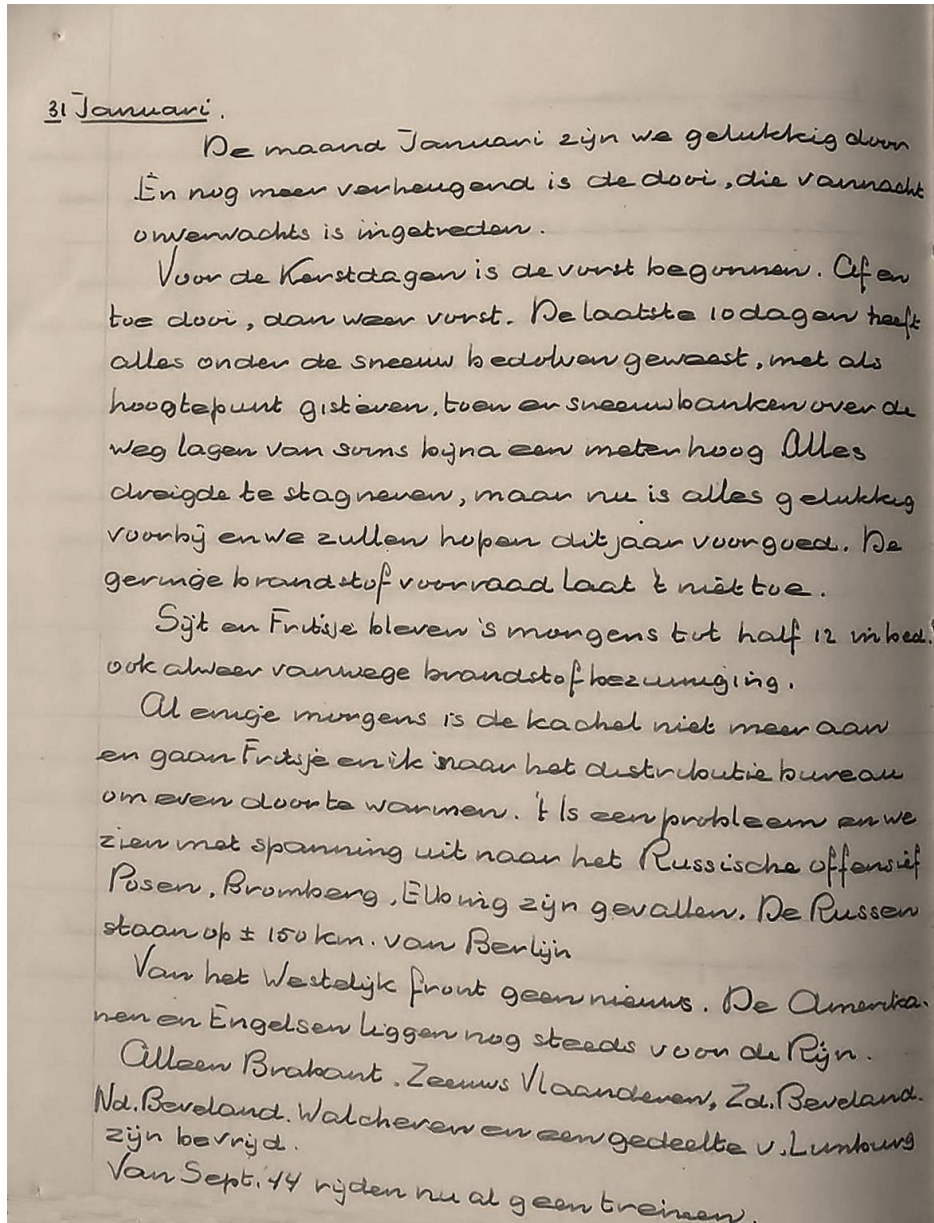 31 Januari.
De maand Januari zijn we gelukkig door
En nog meer verheugend is de dooi, die vannacht
onverwachts is ingetreden.
Voor de Kerstdagen is de vorst begonnen. Af en
toe dooi, dan weer vorst. De laatste 10 dagen heeft
alles onder de sneeuw bedolven geweest, met als
hoogtepunt gisteren, toen er sneeuwbanken over de
weg lagen van soms bijna een meter hoog Alles
dreigde te stagneren, maar nu is alles gelukkig
voorbij en we zullen hopen dit jaar voorgoed. De
geringe brandstof voorraad laat 't niet toe.
Sijt en Fritsje bleven 's morgens tot half 12 in bed.
ook alweer vanwege brandstofbezuiniging.
Al enige morgens is de kachel niet meer aan
en gaan Fritsje en ik naar het distributie bureau
om even door te warmen. 't Is een probleem en we
zien met spanning uit naar het Russische offensief
Posen, Bromberg, Elbing zijn gevallen. De Russen
staan op ± 150 km. van Berlijn
Van het Westelijk front geen nieuws. De Amerika-
nen en Engelsen liggen nog steeds voor de Rijn.
Alleen Brabant. Zeeuws Vlaanderen, Zd. Beveland.
Nd. Beveland. Walcheren en een gedeelte v. Limburg
zijn bevrijd.
Van Sept. '44 rijden nu al geen treinen.